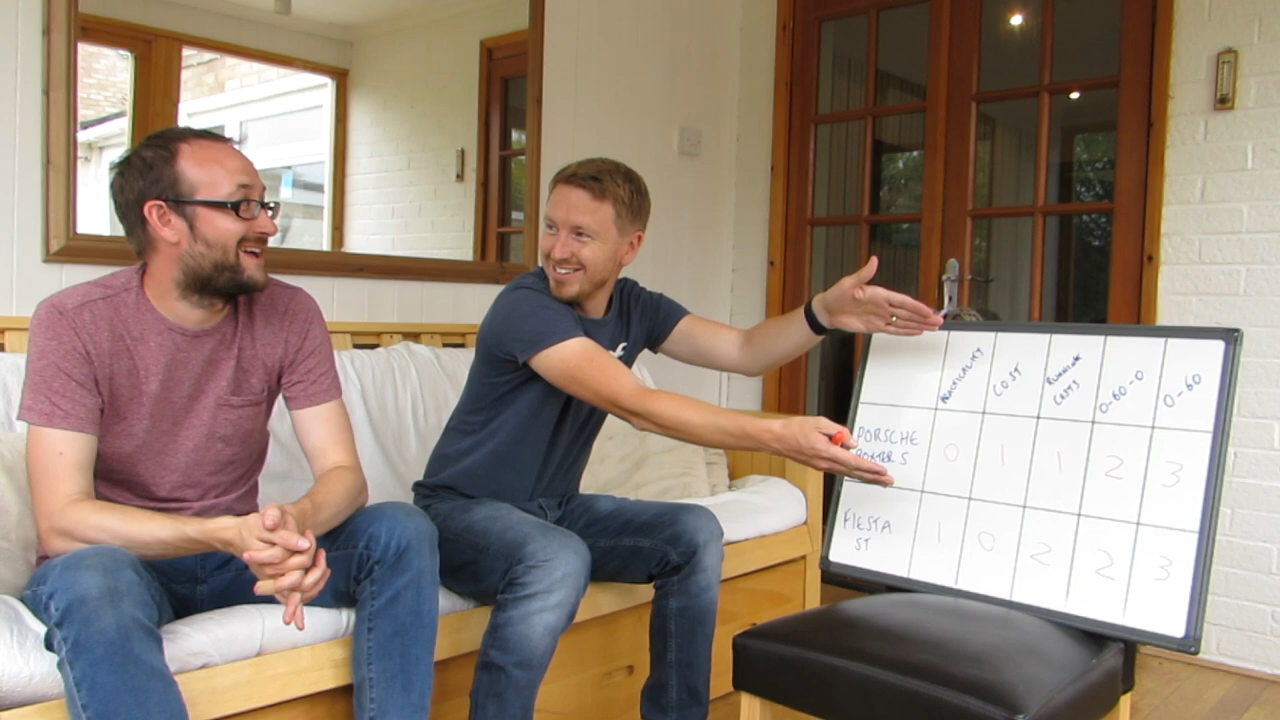 PRACTICALITY COST RUNNING COSTS 0-60-0 0-60
PORSCHE BOXTER S 0 1 1 2 3
FIESTA ST 1 0 2 2 3